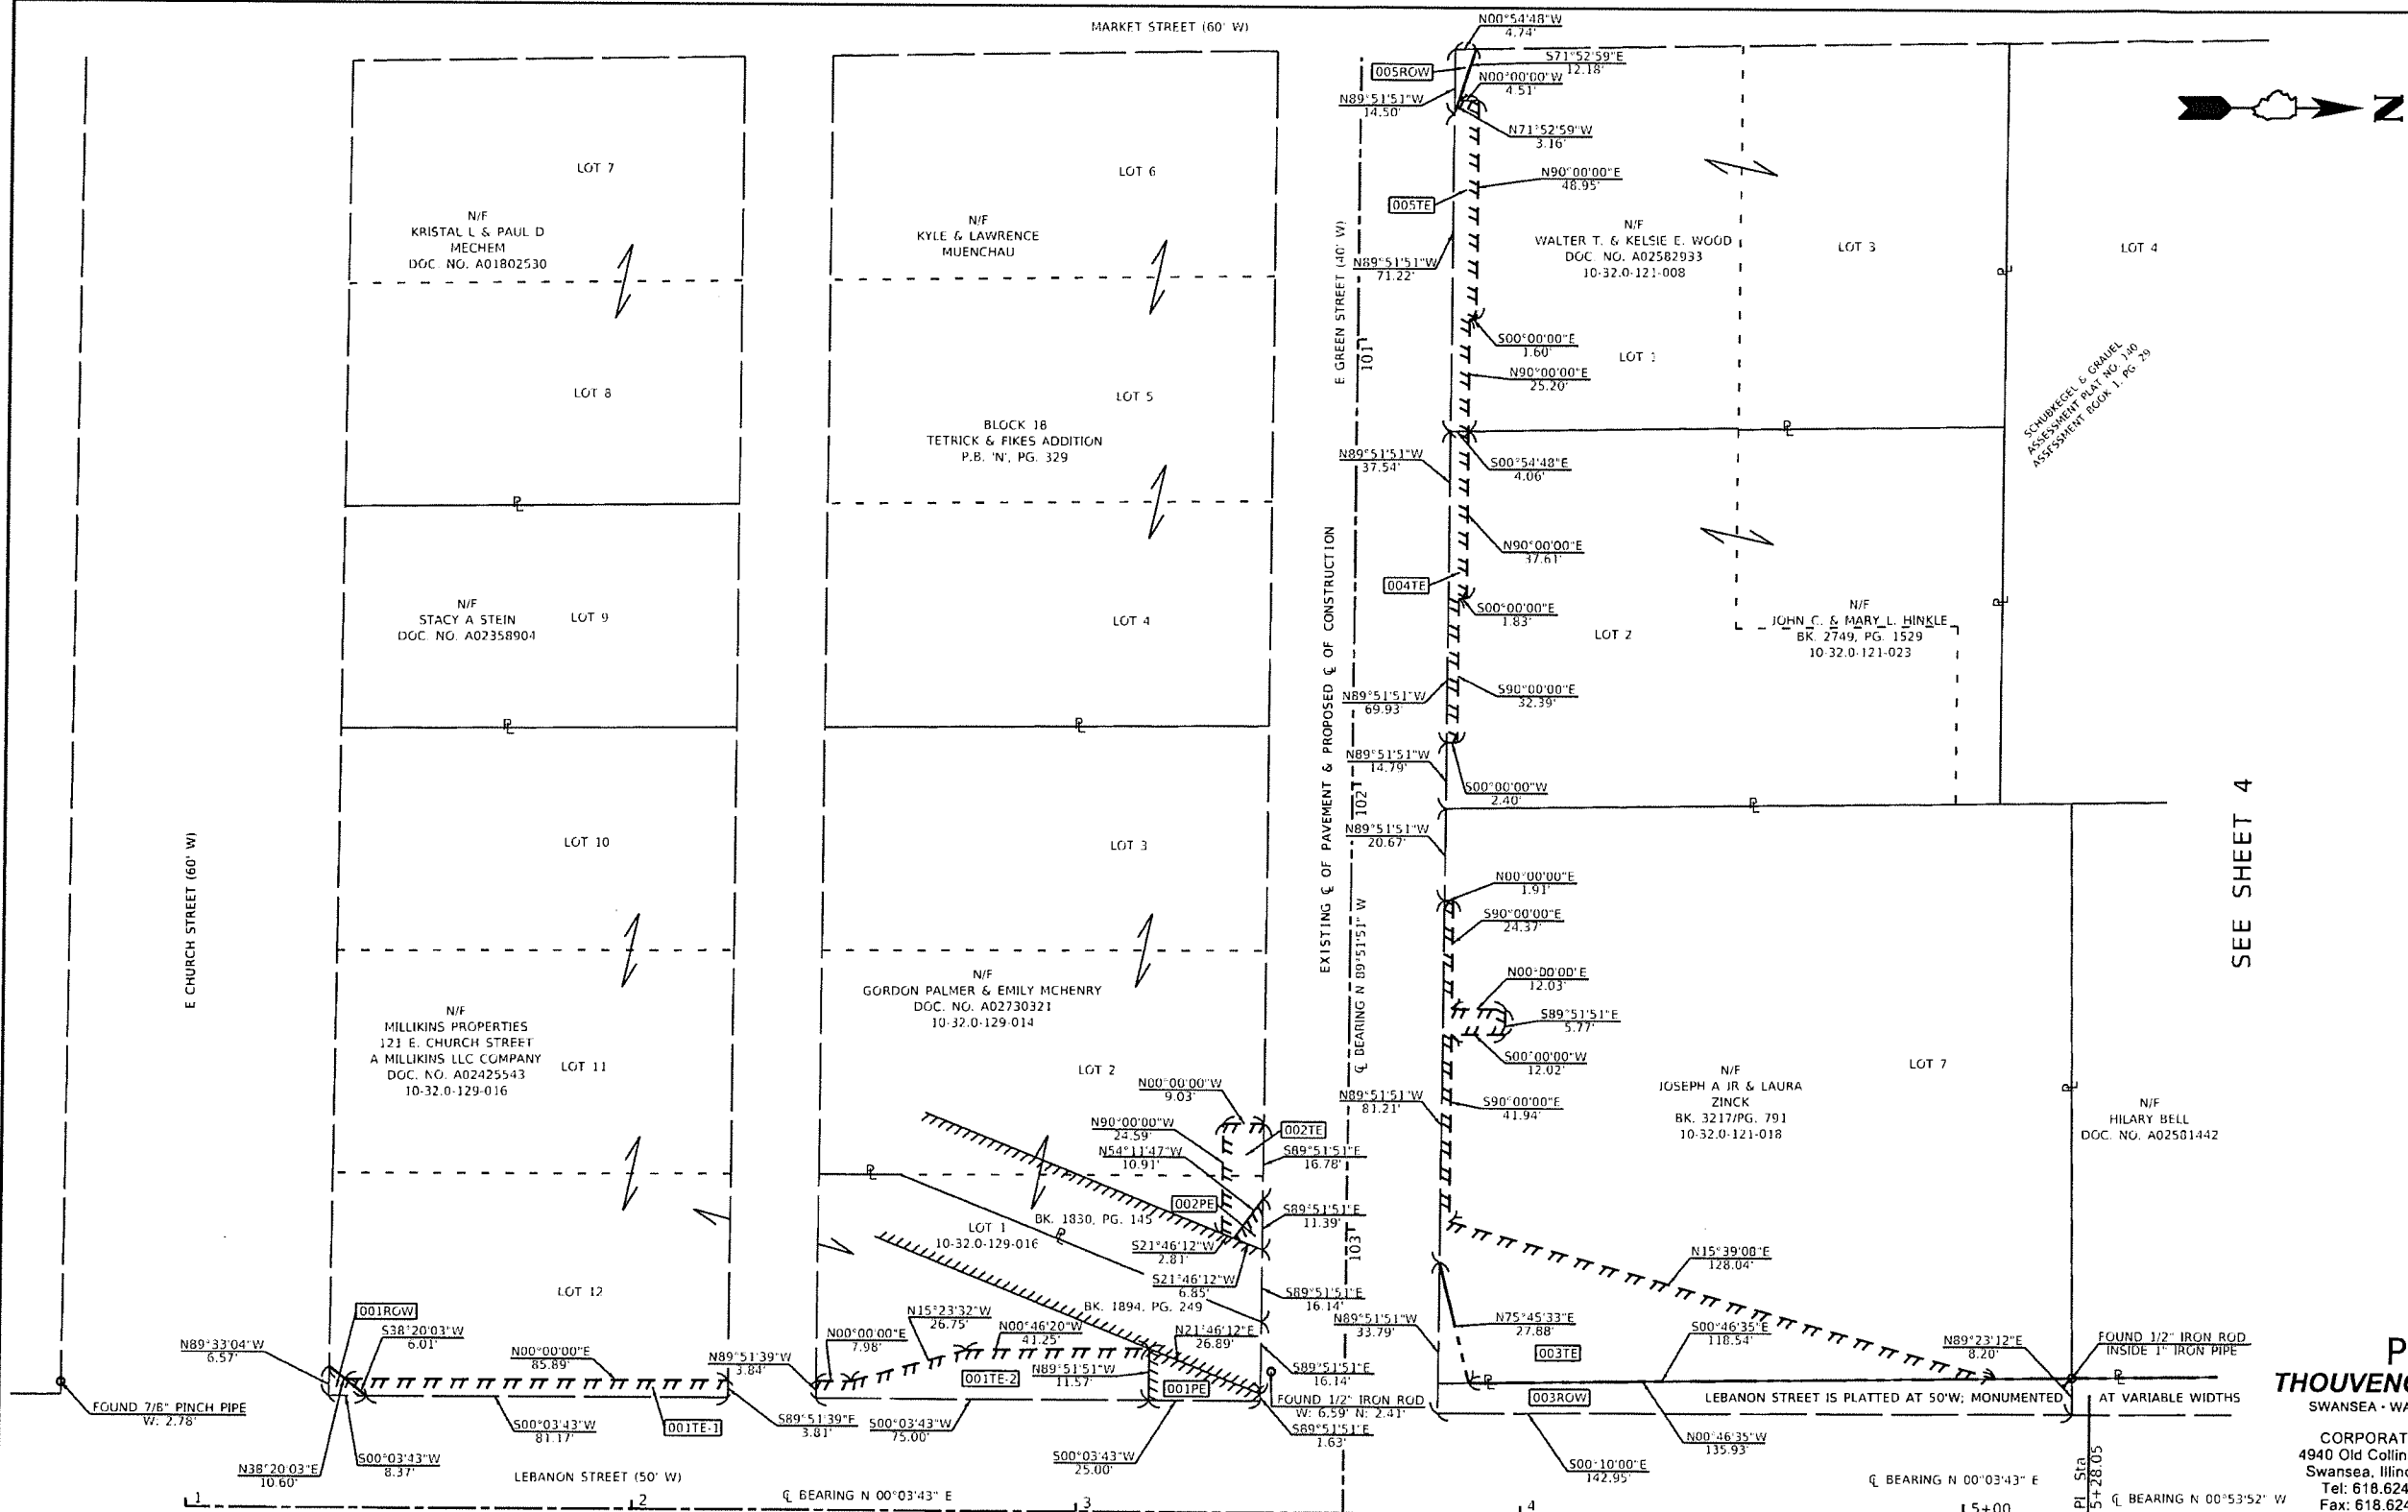 MARKET STREET (60' W)
N00°54'48"W
4.74'
S71°52'59"E
12.18'
005ROW
N00°00'00"W
4.51'
N89°51'51"W
14.50'
N71°52'59"W
3.16'
N
LOT 7
LOT 6
N90°00'00"E
48.95'
005TE
N/F
KRISTAL L & PAUL D
MECHEM
DOC. NO. A01802530
N/F
KYLE & LAWRENCE
MUENCHAU
E GREEN STREET (40' W)
N/F
WALTER T. & KELSIE E. WOOD
DOC. NO. A02582933
10-32.0-121-008
LOT 3
LOT 4
N89°51'51"W
71.22'
S00°00'00"E
1.60'
101
LOT 1
N90°00'00"E
25.20'
SCHUBKEGEL & GRAUEL
ASSESSMENT PLAT NO. 140
ASSESSMENT BOOK 1, PG. 29
LOT 8
LOT 5
BLOCK 18
TETRICK & FIKES ADDITION
P.B. 'N', PG. 329
N89°51'51"W
37.54'
S00°54'48"E
4.06'
N90°00'00"E
37.61'
EXISTING ℄ OF PAVEMENT & PROPOSED ℄ OF CONSTRUCTION
004TE
S00°00'00"E
1.83'
N/F
STACY A STEIN
DOC. NO. A02358904
LOT 9
LOT 4
LOT 2
N/F
JOHN C. & MARY L. HINKLE
BK. 2749, PG. 1529
10-32.0-121-023
N89°51'51"W
69.93'
S90°00'00"E
32.39'
N89°51'51"W
14.79'
S00°00'00"W
2.40'
102
N89°51'51"W
20.67'
SEE SHEET 4
E CHURCH STREET (60' W)
LOT 10
LOT 3
N00°00'00"E
1.91'
S90°00'00"E
24.37'
℄ BEARING N 89°51'51" W
N00°00'00"E
12.03'
S89°51'51"E
5.77'
S00°00'00"W
12.02'
N/F
MILLIKINS PROPERTIES
121 E. CHURCH STREET
A MILLIKINS LLC COMPANY
DOC. NO. A02425543
10-32.0-129-016
LOT 11
N/F
GORDON PALMER & EMILY MCHENRY
DOC. NO. A02730321
10-32.0-129-014
LOT 2
N89°51'51"W
81.21'
S90°00'00"E
41.94'
N/F
JOSEPH A JR & LAURA
ZINCK
BK. 3217/PG. 791
10-32.0-121-018
LOT 7
N/F
HILARY BELL
DOC. NO. A02581442
N00°00'00"W
9.03'
N90°00'00"W
24.59'
002TE
N54°11'47"W
10.91'
S89°51'51"E
16.78'
002PE
S89°51'51"E
11.39'
BK. 1830, PG. 145
LOT 1
10-32.0-129-016
S21°46'12"W
2.81'
S21°46'12"W
6.85'
103
N15°39'08"E
128.04'
LOT 12
S89°51'51"E
16.14'
BK. 1894, PG. 249
001ROW
S38°20'03"W
6.01'
N89°33'04"W
6.57'
N00°00'00"E
85.89'
N89°51'39"W
3.84'
N00°00'00"E
7.98'
N15°23'32"W
26.75'
N00°46'20"W
41.25'
N21°46'12"E
26.89'
N89°51'51"W
33.79'
N75°45'33"E
27.88'
003TE
S00°46'35"E
118.54'
N89°23'12"E
8.20'
FOUND 1/2" IRON ROD
INSIDE 1" IRON PIPE
N89°51'51"W
11.57'
001TE-2
001PE
S89°51'51"E
16.14'
FOUND 1/2" IRON ROD
W: 6.59' N: 2.41'
S89°51'51"E
1.63'
FOUND 7/8" PINCH PIPE
W: 2.78'
S00°03'43"W
81.17'
001TE-1
S89°51'39"E
3.81'
S00°03'43"W
75.00'
003ROW
LEBANON STREET IS PLATTED AT 50'W; MONUMENTED AT VARIABLE WIDTHS
N00°46'35"W
135.93'
N38°20'03"E
10.60'
S00°03'43"W
8.37'
S00°03'43"W
25.00'
S00°10'00"E
142.95'
LEBANON STREET (50' W)
℄ BEARING N 00°03'43" E
℄ BEARING N 00°03'43" E
℄ BEARING N 00°53'52" W
1
2
3
4
5+00
PI Sta
5+28.05
P
THOUVENO
SWANSEA • WA
CORPORAT
4940 Old Collin
Swansea, Illino
Tel: 618.624
Fax: 618.624